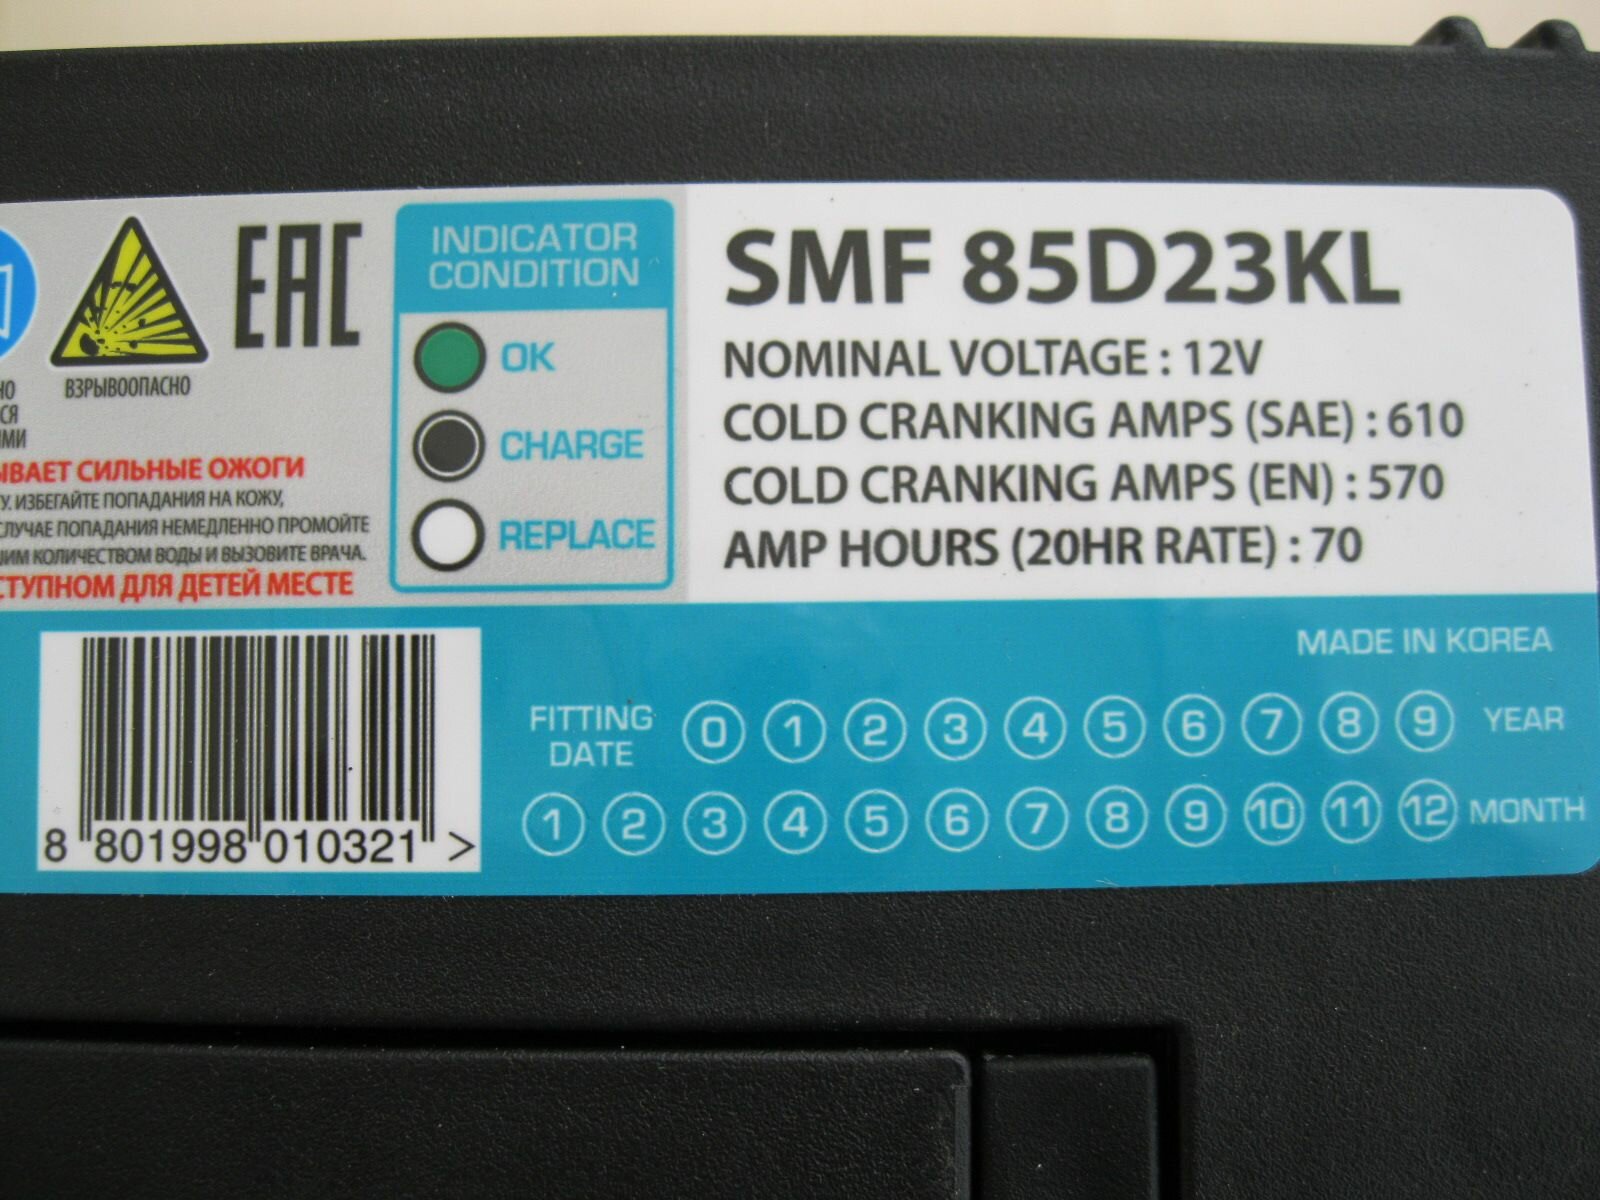 ВЗРЫВООПАСНО
ЕАС
СИЛЬНЫЕ ОЖОГИ
ИЗБЕГАЙТЕ ПОПАДАНИЯ НА КОЖУ,
СЛУЧАЕ ПОПАДАНИЯ НЕМЕДЛЕННО ПРОМОЙТЕ
КОЛИЧЕСТВОМ ВОДЫ И ВЫЗОВИТЕ ВРАЧА.
ДЛЯ ДЕТЕЙ МЕСТЕ
INDICATOR
CONDITION
OK
CHARGE
REPLACE
SMF 85D23KL
NOMINAL VOLTAGE : 12V
COLD CRANKING AMPS (SAE) : 610
COLD CRANKING AMPS (EN) : 570
AMP HOURS (20HR RATE) : 70
MADE IN KOREA
8 801998 010321 >
FITTING
DATE
0 1 2 3 4 5 6 7 8 9 YEAR
1 2 3 4 5 6 7 8 9 10 11 12 MONTH